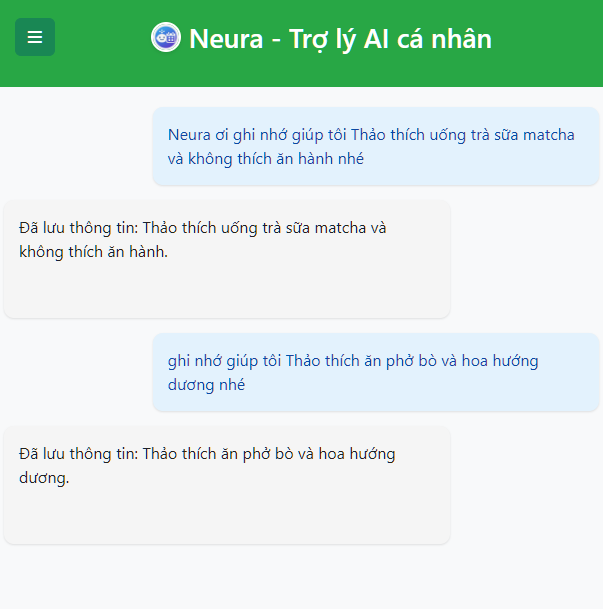 Neura - Trợ lý AI cá nhân
Neura ơi ghi nhớ giúp tôi Thảo thích uống trà sữa matcha
và không thích ăn hành nhé
Đã lưu thông tin: Thảo thích uống trà sữa matcha và
không thích ăn hành.
ghi nhớ giúp tôi Thảo thích ăn phở bò và hoa hướng
dương nhé
Đã lưu thông tin: Thảo thích ăn phở bò và hoa hướng
dương.